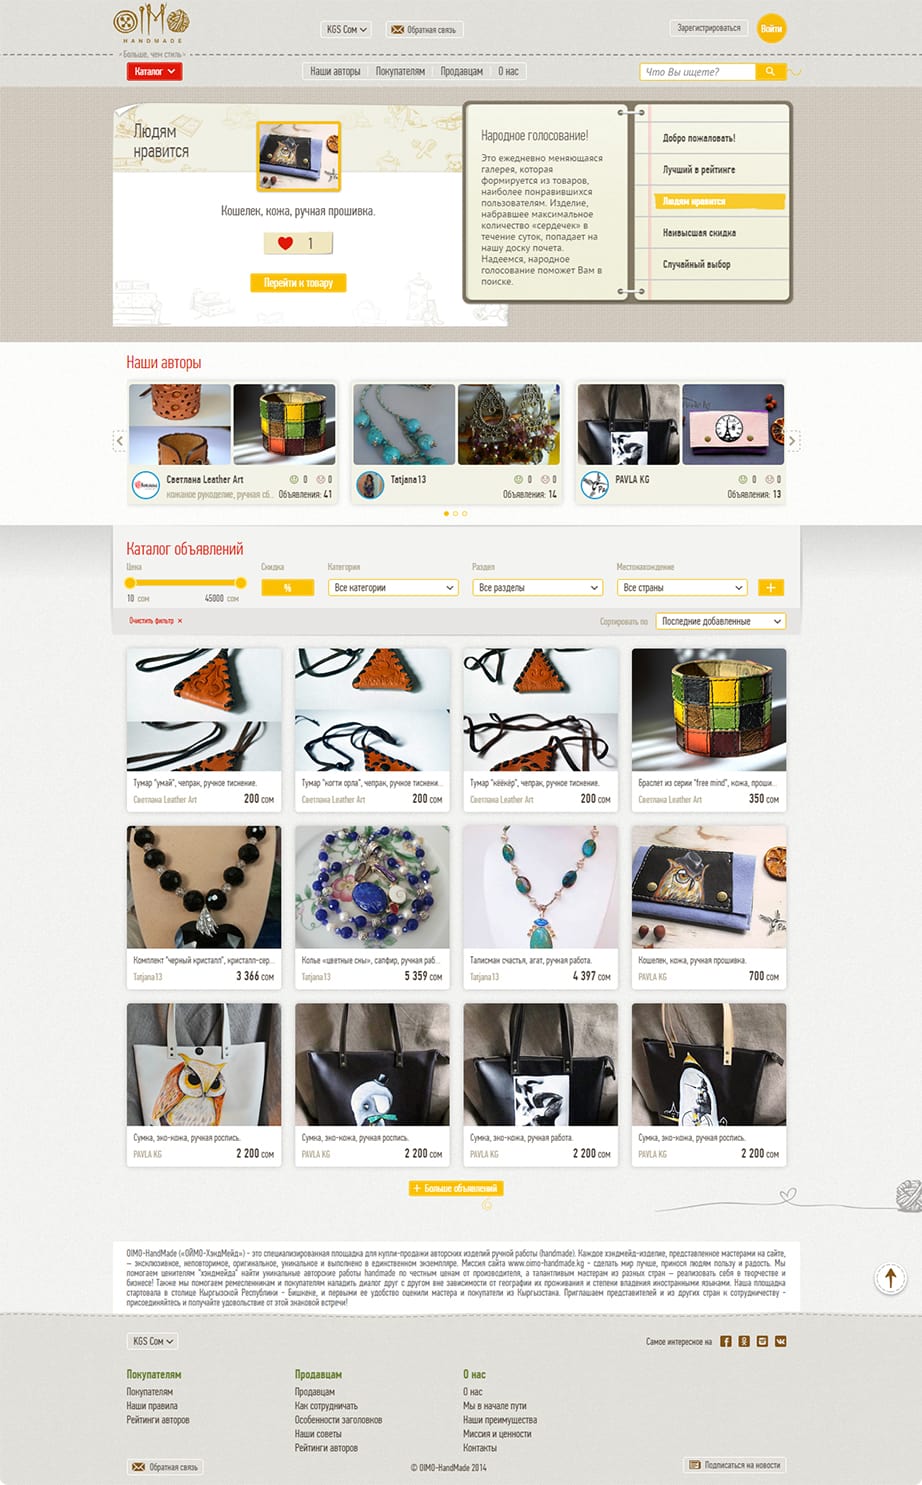 OIMO
HANDMADE
Больше, чем стиль
KGS Сом
Обратная связь
Зарегистрироваться
Войти
Каталог
Наши авторы
Покупателям
Продавцам
О нас
Что Вы ищете?
Людям
нравится
Кошелек, кожа, ручная прошивка.
1
Перейти к товару
Народное голосование!
Это ежедневно меняющаяся
галерея, которая
формируется из товаров,
наиболее понравившихся
пользователям. Изделие,
набравшее максимальное
количество «сердечек» в
течение суток, попадает на
нашу доску почета.
Надеемся, народное
голосование поможет Вам в
поиске.
Добро пожаловать!
Лучший в рейтинге
Людям нравится
Наивысшая скидка
Случайный выбор
Наши авторы
Светлана Leather Art 0 0
кожаное рукоделие, ручная сб... Объявления: 41
Tatjana13 0 0
Объявления: 14
PAVLA KG 0 0
Объявления: 13
Каталог объявлений
Цена
Скидка
Категория
Раздел
Местонахождение
%
Все категории
Все разделы
Все страны
+
10 сом
45000 сом
Очистить фильтр ×
Сортировать по
Последние добавленные
Тумар "умай", чепрак, ручное тиснение.
Светлана Leather Art 200 сом
Тумар "когти орла", чепрак, ручное тиснени...
Светлана Leather Art 200 сом
Тумар "көөкөр", чепрак, ручное тиснение.
Светлана Leather Art 200 сом
Браслет из серии "free mind", кожа, проши...
Светлана Leather Art 350 сом
Комплект "черный кристалл", кристалл-сер...
Tatjana13 3 366 сом
Колье «цветные сны», сапфир, ручная раб...
Tatjana13 5 359 сом
Талисман счастья, агат, ручная работа.
Tatjana13 4 397 сом
Кошелек, кожа, ручная прошивка.
PAVLA KG 700 сом
Сумка, эко-кожа, ручная роспись.
PAVLA KG 2 200 сом
Сумка, эко-кожа, ручная роспись.
PAVLA KG 2 200 сом
Сумка, эко-кожа, ручная работа.
PAVLA KG 2 200 сом
Сумка, эко-кожа, ручная роспись.
PAVLA KG 2 200 сом
+ Больше объявлений
OIMO-HandMade («ОЙМО-ХэндМейд») - это специализированная площадка для купли-продажи авторских изделий ручной работы (handmade). Каждое хэндмейд-изделие, представленное мастерами на сайте,
– эксклюзивное, неповторимое, оригинальное, уникальное и выполнено в единственном экземпляре. Миссия сайта www.oimo-handmade.kg - сделать мир лучше, принося людям пользу и радость. Мы
помогаем ценителям "хэндмейда" найти уникальные авторские работы handmade по честным ценам от производителя, а талантливым мастерам из разных стран – реализовать себя в творчестве и
бизнесе! Также мы помогаем ремесленникам и покупателям наладить диалог друг с другом вне зависимости от географии их проживания и степени владения иностранными языками. Наша площадка
стартовала в столице Кыргызской Республики - Бишкеке, и первыми ее удобство оценили мастера и покупатели из Кыргызстана. Приглашаем представителей и из других стран к сотрудничеству -
присоединяйтесь и получайте удовольствие от этой знаковой встречи!
KGS Сом
Самое интересное на
Покупателям
Покупателям
Наши правила
Рейтинги авторов
Продавцам
Продавцам
Как сотрудничать
Особенности заголовков
Наши советы
Рейтинги авторов
О нас
О нас
Мы в начале пути
Наши преимущества
Миссия и ценности
Контакты
Обратная связь
© OIMO-HandMade 2014
Подписаться на новости